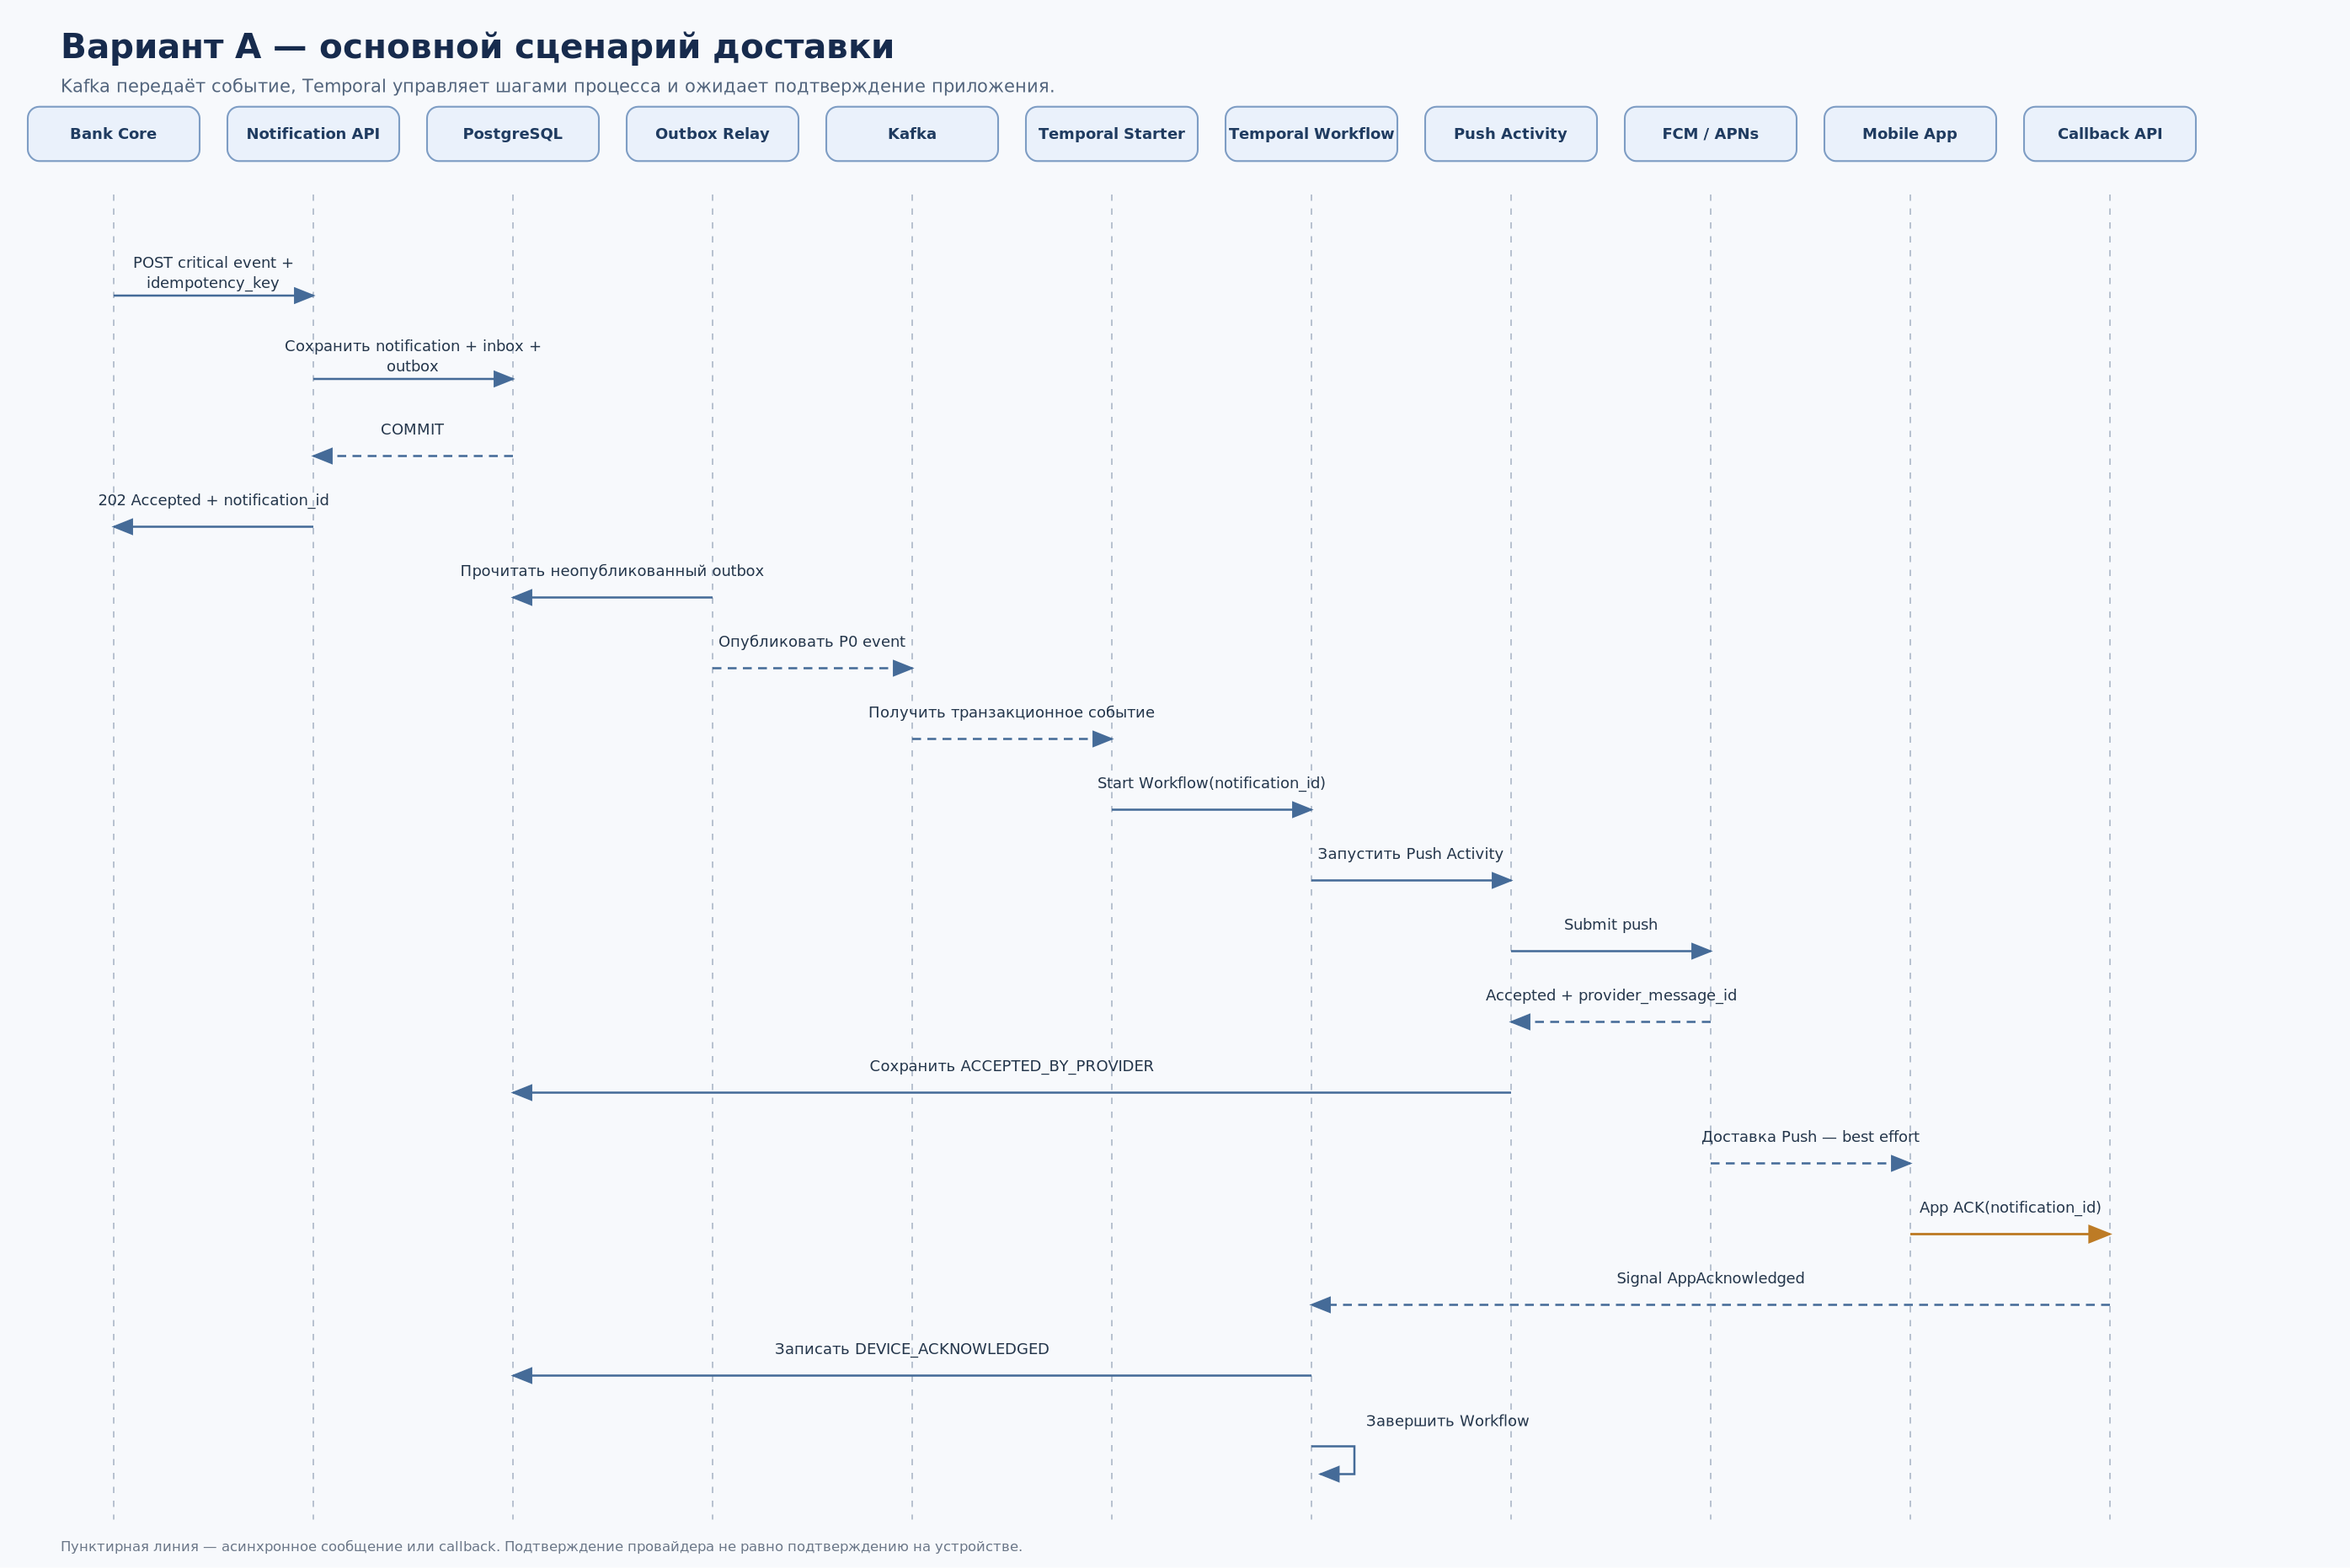 Вариант A — основной сценарий доставки
Kafka передаёт событие, Temporal управляет шагами процесса и ожидает подтверждение приложения.
Bank Core
Notification API
PostgreSQL
Outbox Relay
Kafka
Temporal Starter
Temporal Workflow
Push Activity
FCM / APNs
Mobile App
Callback API
POST critical event +
idempotency_key
Сохранить notification + inbox +
outbox
COMMIT
202 Accepted + notification_id
Прочитать неопубликованный outbox
Опубликовать P0 event
Получить транзакционное событие
Start Workflow(notification_id)
Запустить Push Activity
Submit push
Accepted + provider_message_id
Сохранить ACCEPTED_BY_PROVIDER
Доставка Push — best effort
App ACK(notification_id)
Signal AppAcknowledged
Записать DEVICE_ACKNOWLEDGED
Завершить Workflow
Пунктирная линия — асинхронное сообщение или callback. Подтверждение провайдера не равно подтверждению на устройстве.